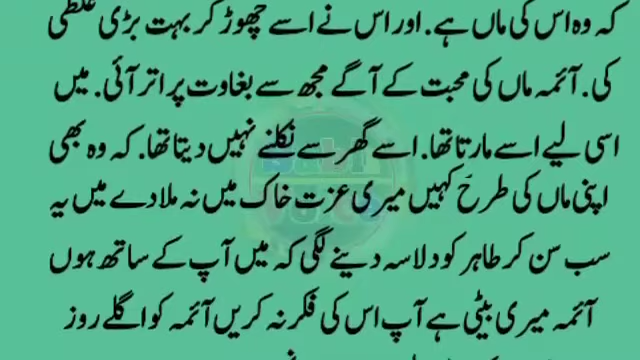 کہ وہ اس کی ماں ہے. اور اس نے اسے چھوڑ کر بہت بڑی غلطی
کی. آئمہ ماں کی محبت کے آگے مجھ سے بغاوت پر اتر آئی. میں
اسی لیے اسے مارتا تھا. اسے گھر سے نکلنے نہیں دیتا تھا. کہ وہ بھی
اپنی ماں کی طرح کہیں میری عزت خاک میں نہ ملا دے میں یہ
سب سن کر طاہر کو دلاسہ دینے لگی کہ میں آپ کے ساتھ ہوں
آئمہ میری بیٹی ہے آپ اس کی فکر نہ کریں آئمہ کو اگلے روز